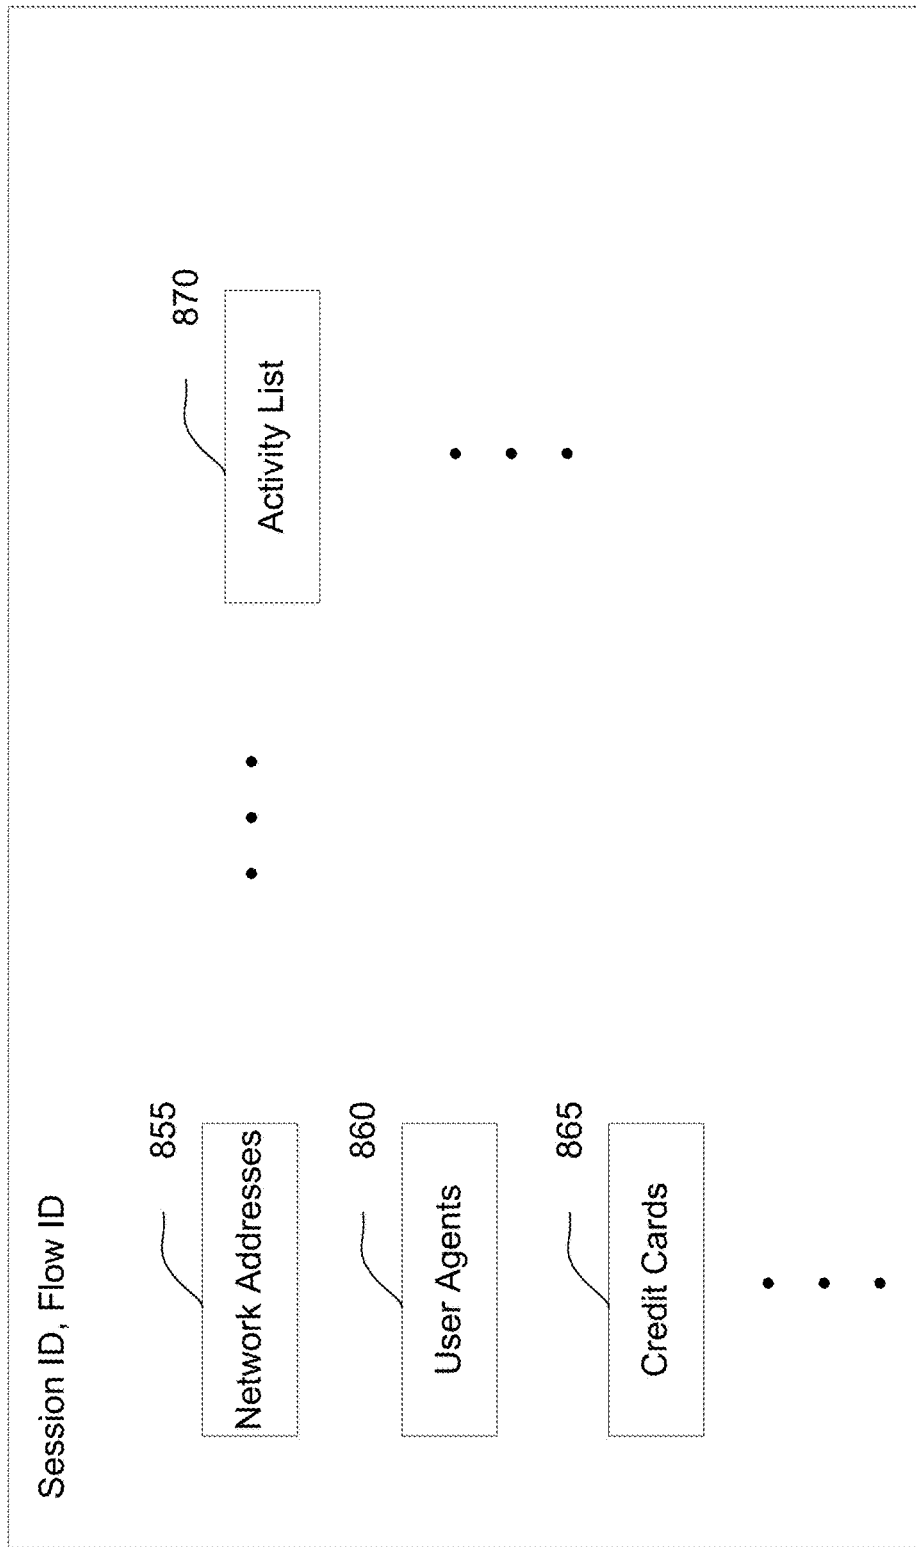 Session ID, Flow ID
855
Network Addresses
870
Activity List
860
User Agents
865
Credit Cards